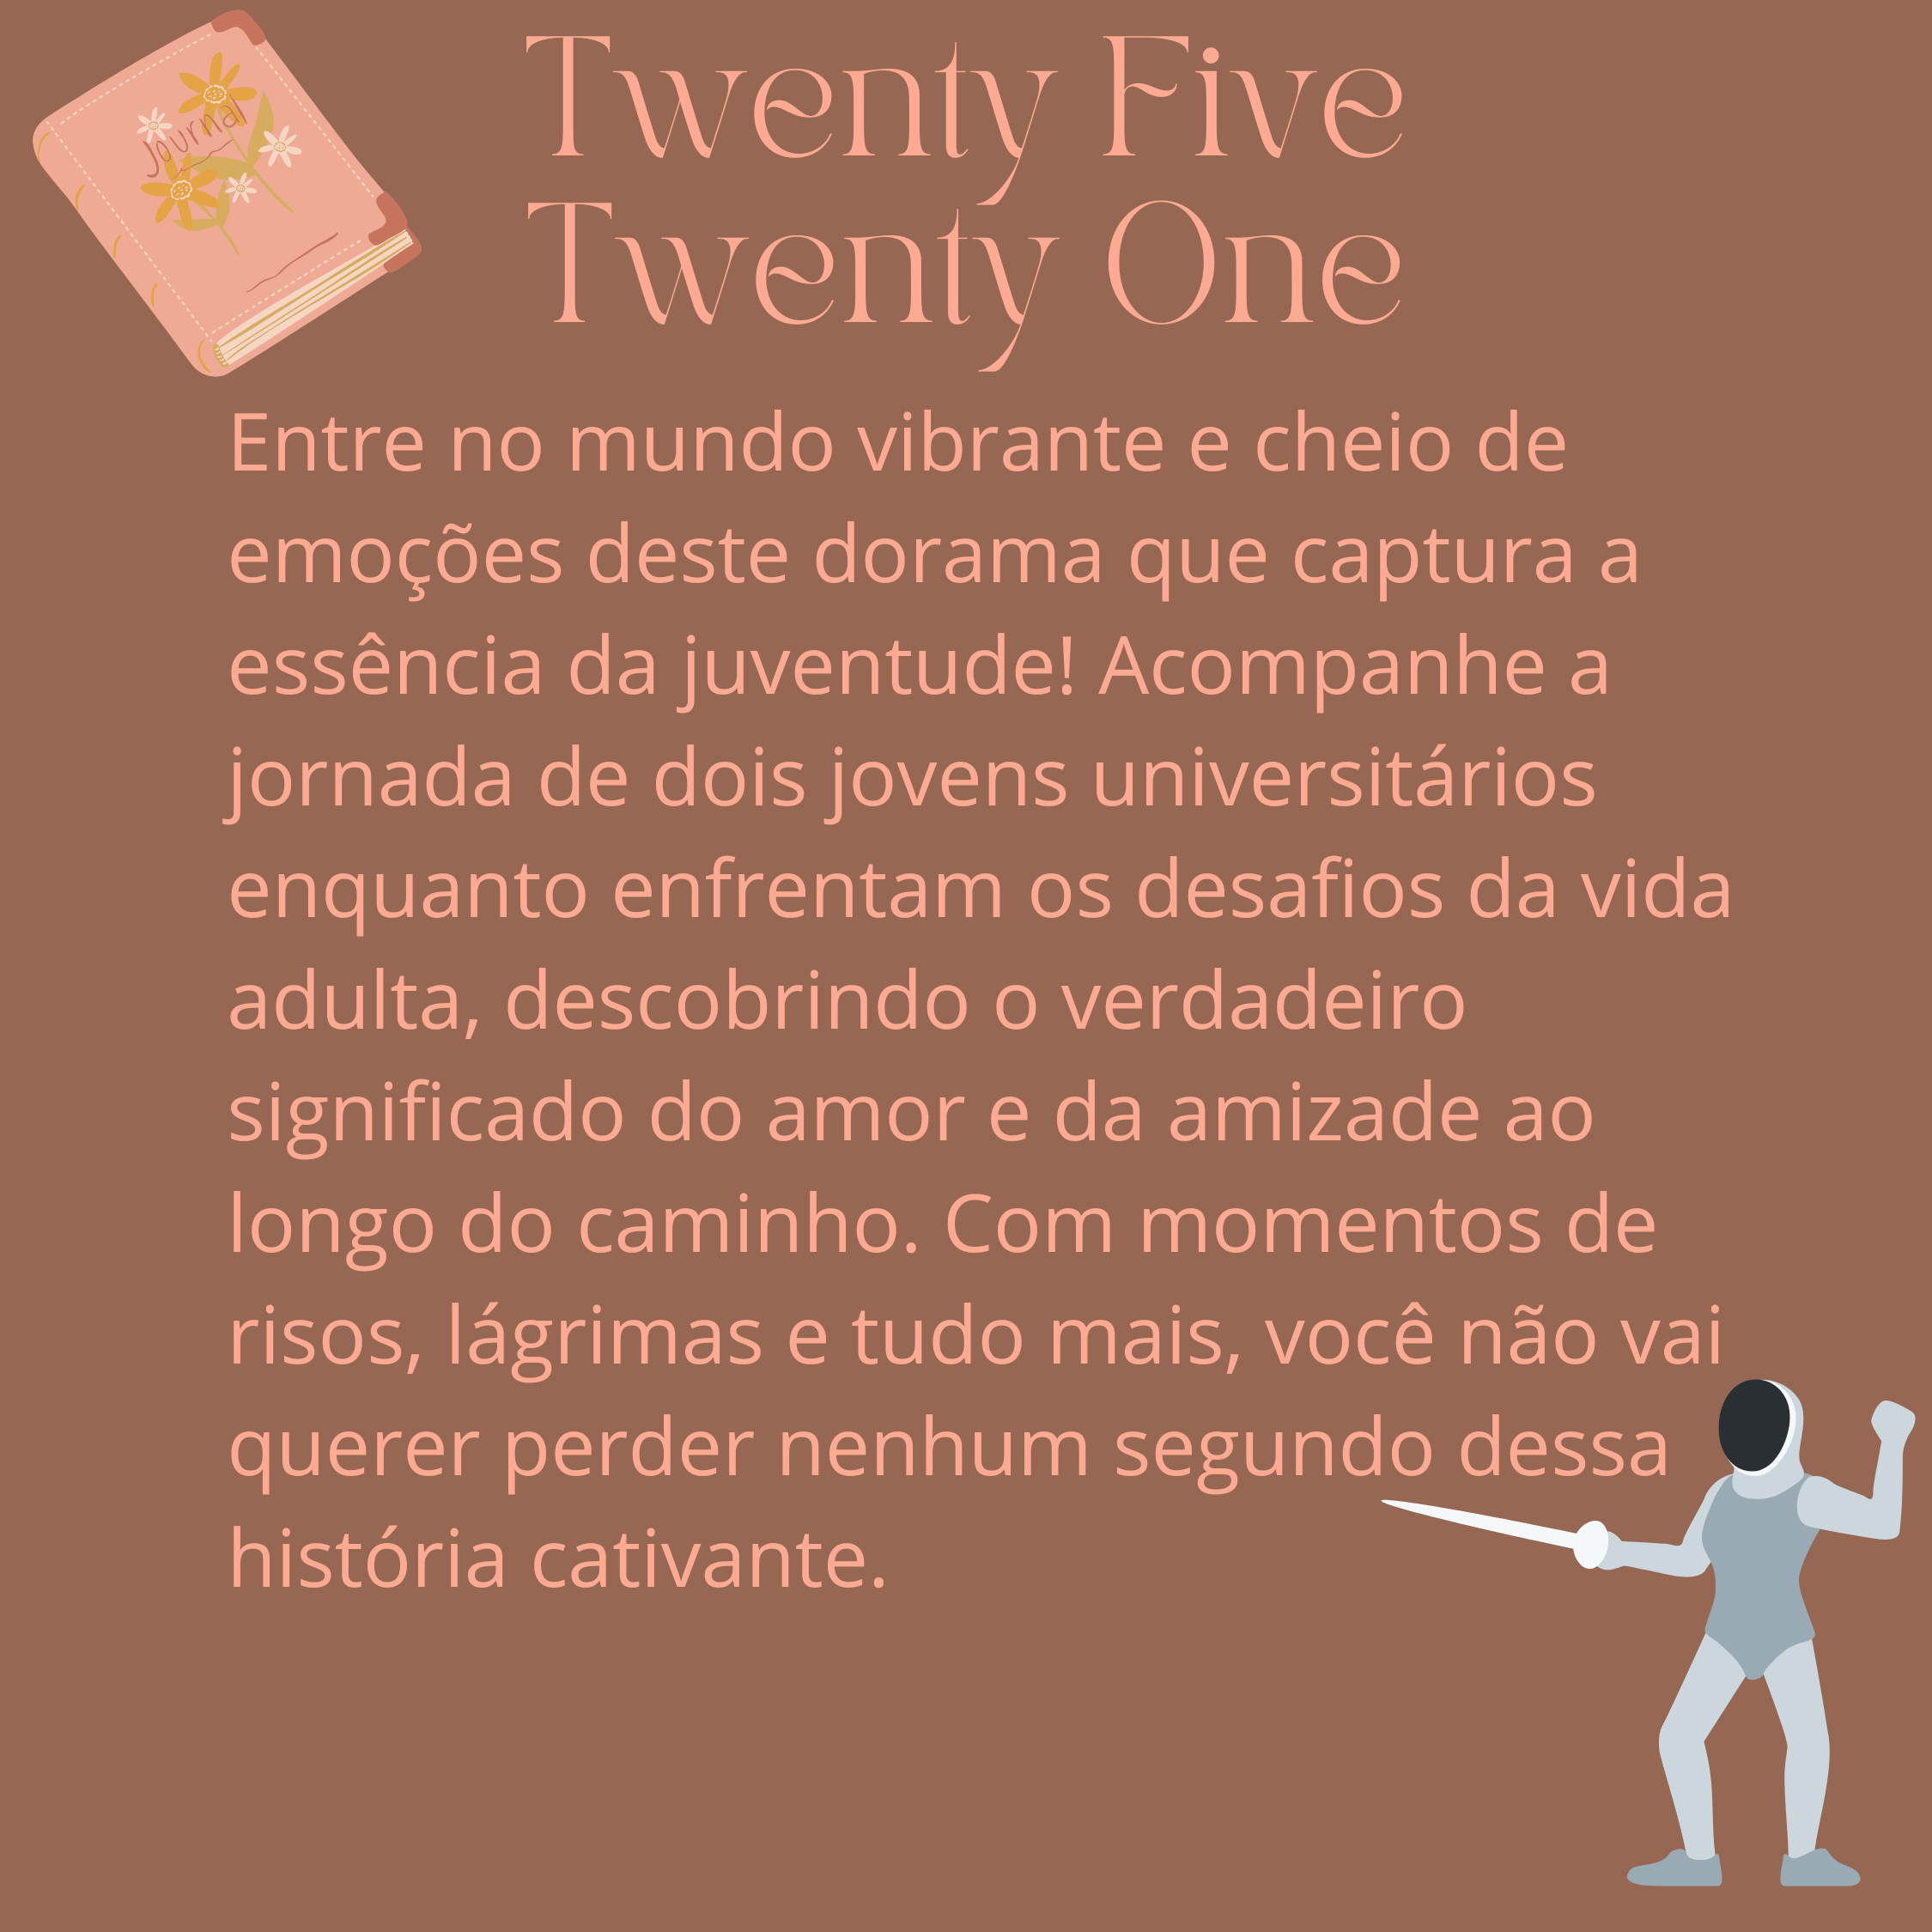 Journal
Twenty Five
Twenty One
Entre no mundo vibrante e cheio de
emoções deste dorama que captura a
essência da juventude! Acompanhe a
jornada de dois jovens universitários
enquanto enfrentam os desafios da vida
adulta, descobrindo o verdadeiro
significado do amor e da amizade ao
longo do caminho. Com momentos de
risos, lágrimas e tudo mais, você não vai
querer perder nenhum segundo dessa
história cativante.